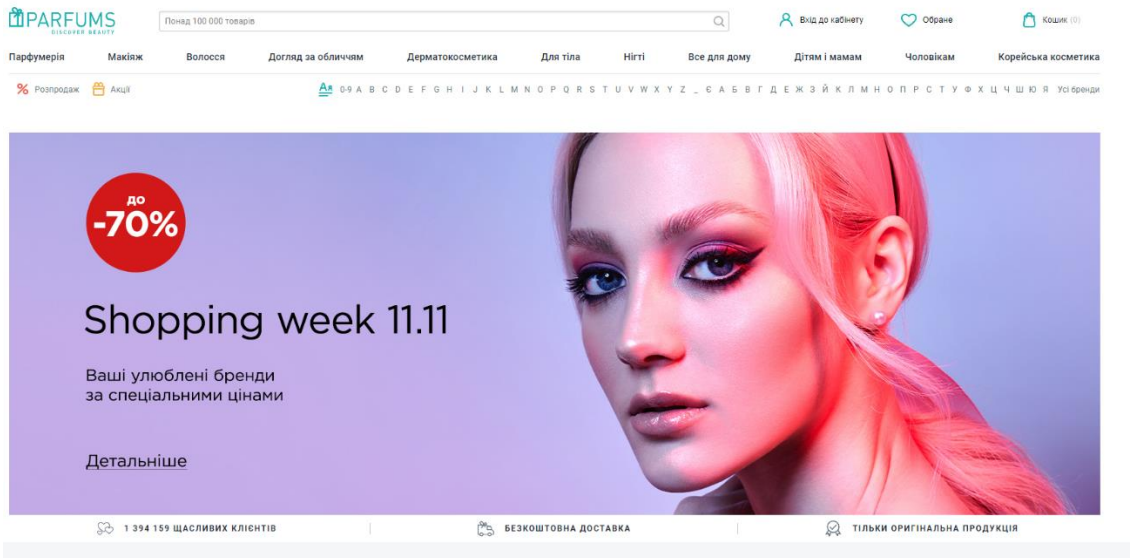 PARFUMS
DISCOVER BEAUTY
Понад 100 000 товарів
Вхід до кабінету
Обране
Кошик (0)
Парфумерія Макіяж Волосся Догляд за обличчям Дерматокосметика Для тіла Нігті Все для дому Дітям і мамам Чоловікам Корейська косметика
% Розпродаж Акції Ая 0-9 A B C D E F G H I J K L M N O P Q R S T U V W X Y Z _ Є А Б В Г Д Е Ж З Й К Л М Н О П Р С Т У Ф Х Ц Ч Ш Ю Я Усі бренди
до
-70%
Shopping week 11.11
Ваші улюблені бренди
за спеціальними цінами
Детальніше
1 394 159 ЩАСЛИВИХ КЛІЄНТІВ
БЕЗКОШТОВНА ДОСТАВКА
ТІЛЬКИ ОРИГІНАЛЬНА ПРОДУКЦІЯ